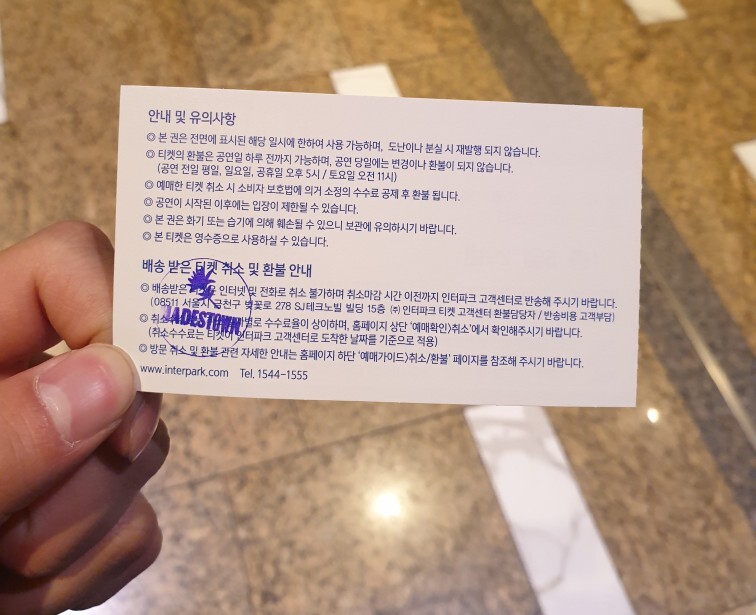 안내 및 유의사항
◎ 본 권은 전면에 표시된 해당 일시에 한하여 사용 가능하며, 도난이나 분실 시 재발행 되지 않습니다.
◎ 티켓의 환불은 공연일 하루 전까지 가능하며, 공연 당일에는 변경이나 환불이 되지 않습니다.
(공연 전일 평일, 일요일, 공휴일 오후 5시 / 토요일 오전 11시)
◎ 예매한 티켓 취소 시 소비자 보호법에 의거 소정의 수수료 공제 후 환불 됩니다.
◎ 공연이 시작된 이후에는 입장이 제한될 수 있습니다.
◎ 본 권은 화기 또는 습기에 의해 훼손될 수 있으니 보관에 유의하시기 바랍니다.
◎ 본 티켓은 영수증으로 사용하실 수 있습니다.
배송 받은 티켓 취소 및 환불 안내
◎ 배송받은 인터넷 및 전화로 취소 불가하며 취소마감 시간 이전까지 인터파크 고객센터로 반송해 주시기 바랍니다.
(08511 서울시 금천구 벚꽃로 278 SJ테크노빌 빌딩 15층 ㈜ 인터파크 티켓 고객센터 환불담당자 / 반송비용 고객부담)
◎ 취소 별로 수수료율이 상이하며, 홈페이지 상단 '예매확인>취소'에서 확인해주시기 바랍니다.
(취소수수료는 티켓이 인터파크 고객센터로 도착한 날짜를 기준으로 적용)
◎ 방문 취소 및 환불 관련 자세한 안내는 홈페이지 하단 '예매가이드>취소/환불' 페이지를 참조해 주시기 바랍니다.
www.interpark.com Tel. 1544-1555
HADESTOWN